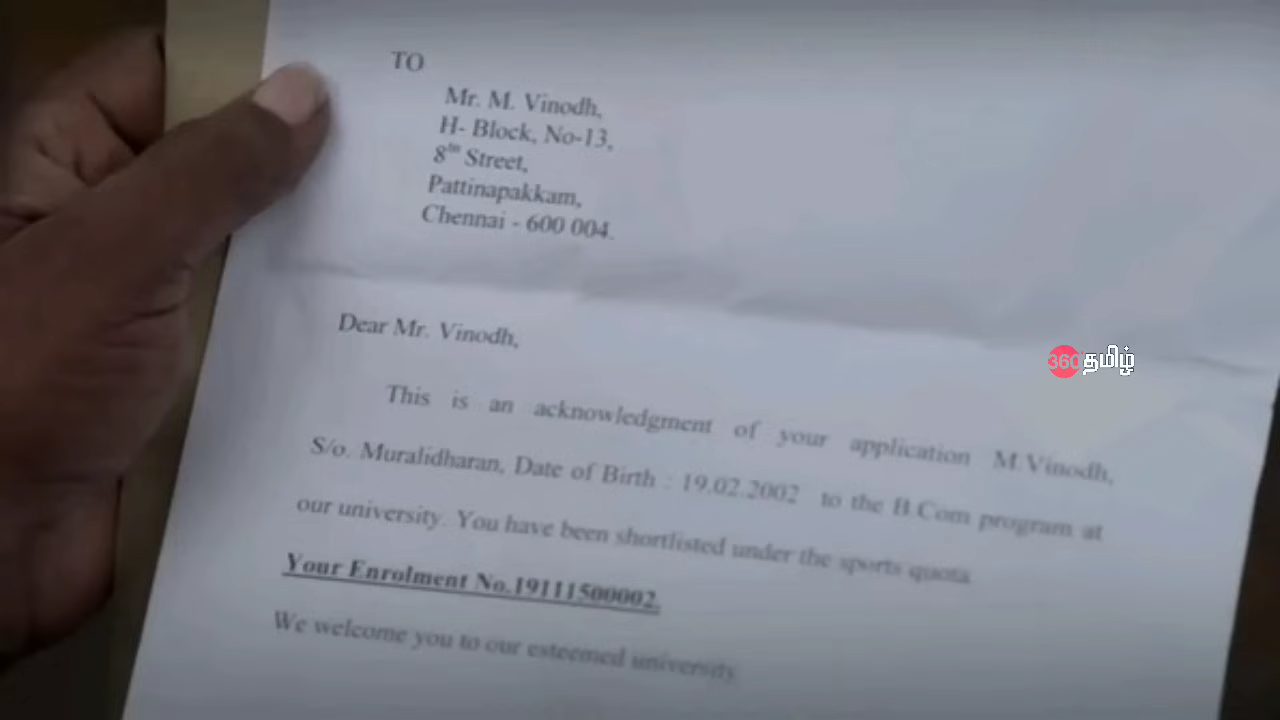 TO
Mr. M. Vinodh,
H- Block, No-13,
8th Street,
Pattinapakkam,
Chennai - 600 004.
Dear Mr. Vinodh,
360 தமிழ்
This is an acknowledgment of your application M.Vinodh,
S/o. Muralidharan, Date of Birth : 19.02.2002 to the B.Com program at
our university. You have been shortlisted under the sports quota
Your Enrolment No.19111500002.
We welcome you to our esteemed university